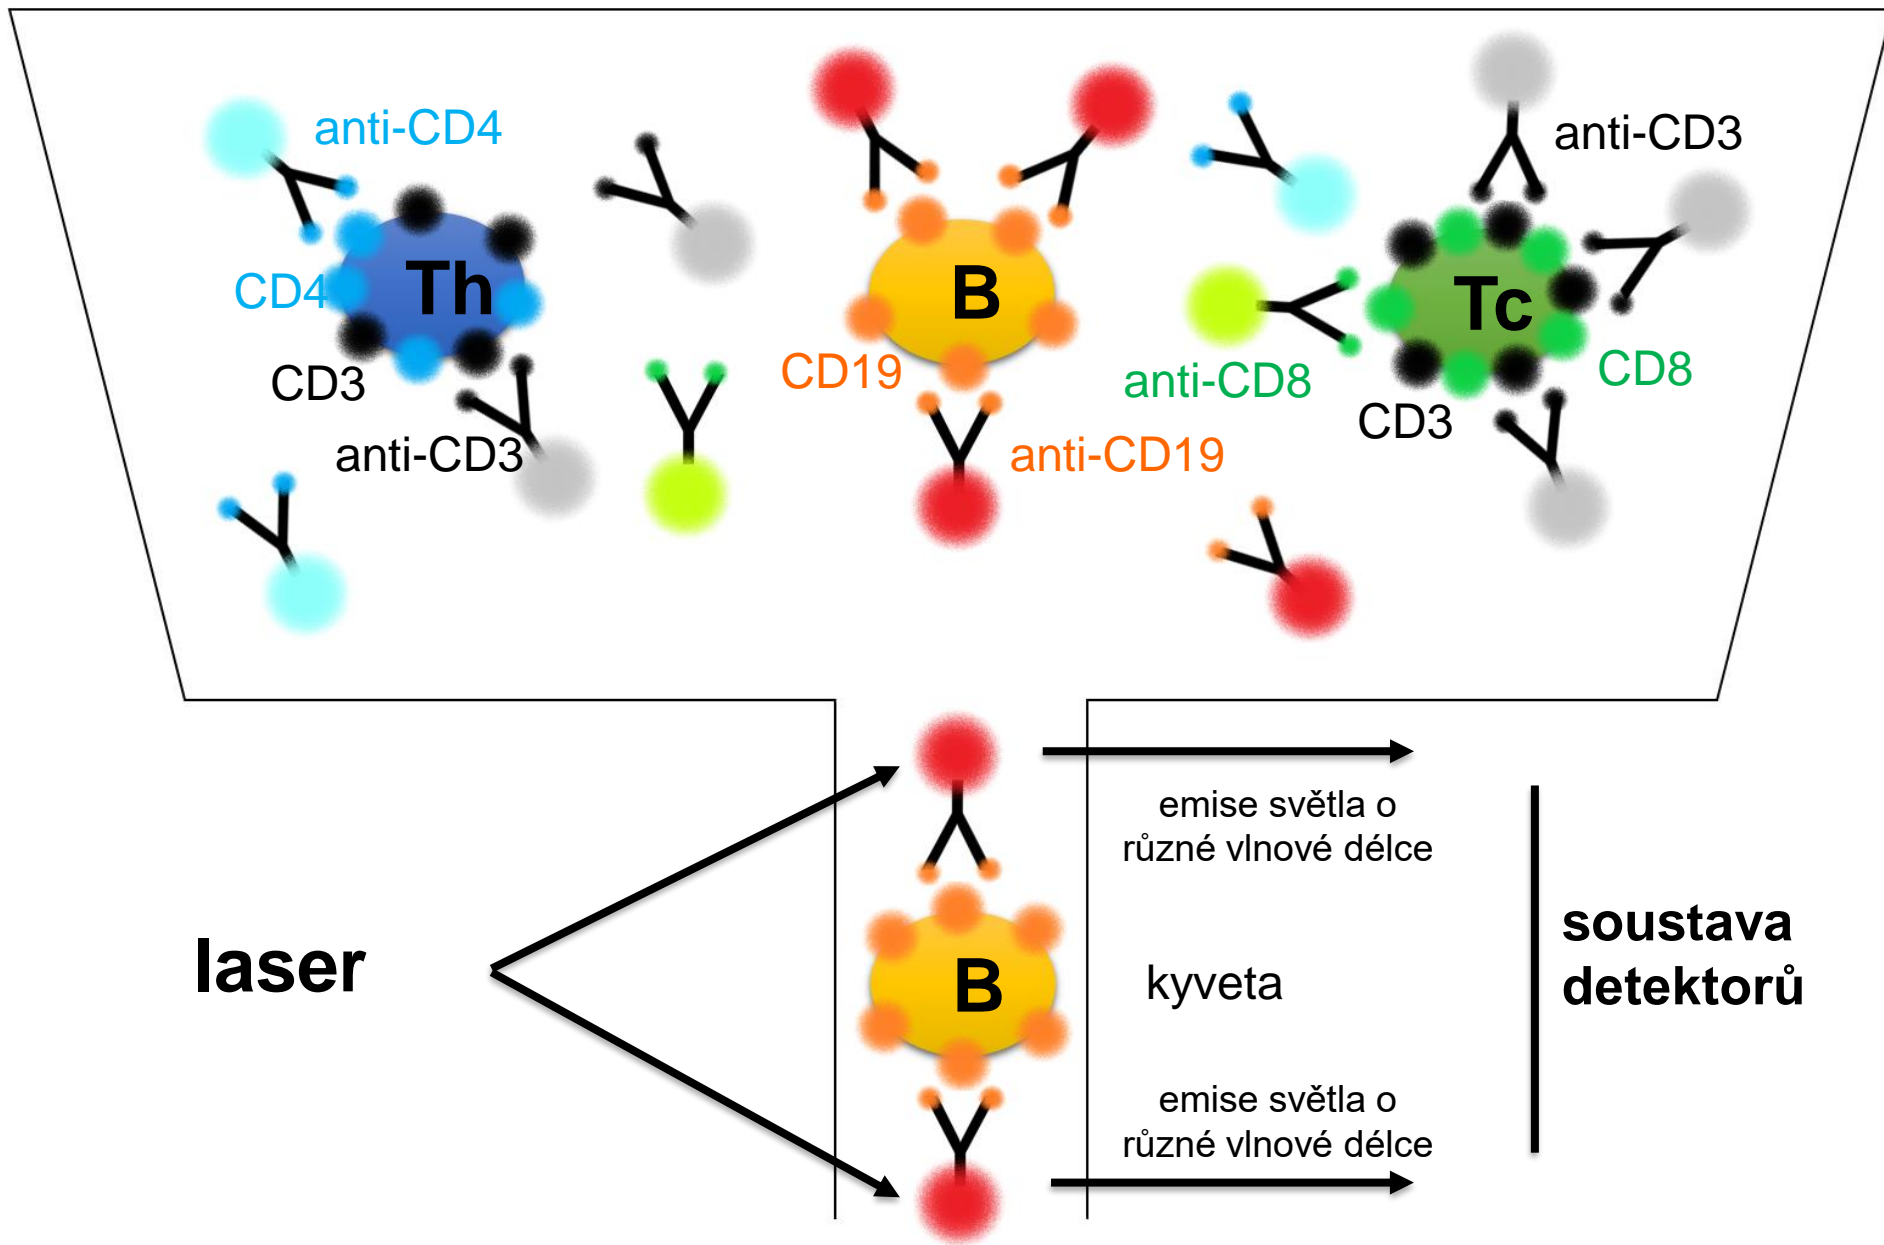 anti-CD4
anti-CD3
Th
B
Tc
CD4
CD3
CD19
anti-CD8
CD8
CD3
anti-CD3
anti-CD19
emise světla o
různé vlnové délce
laser
B
kyveta
soustava
detektorů
emise světla o
různé vlnové délce